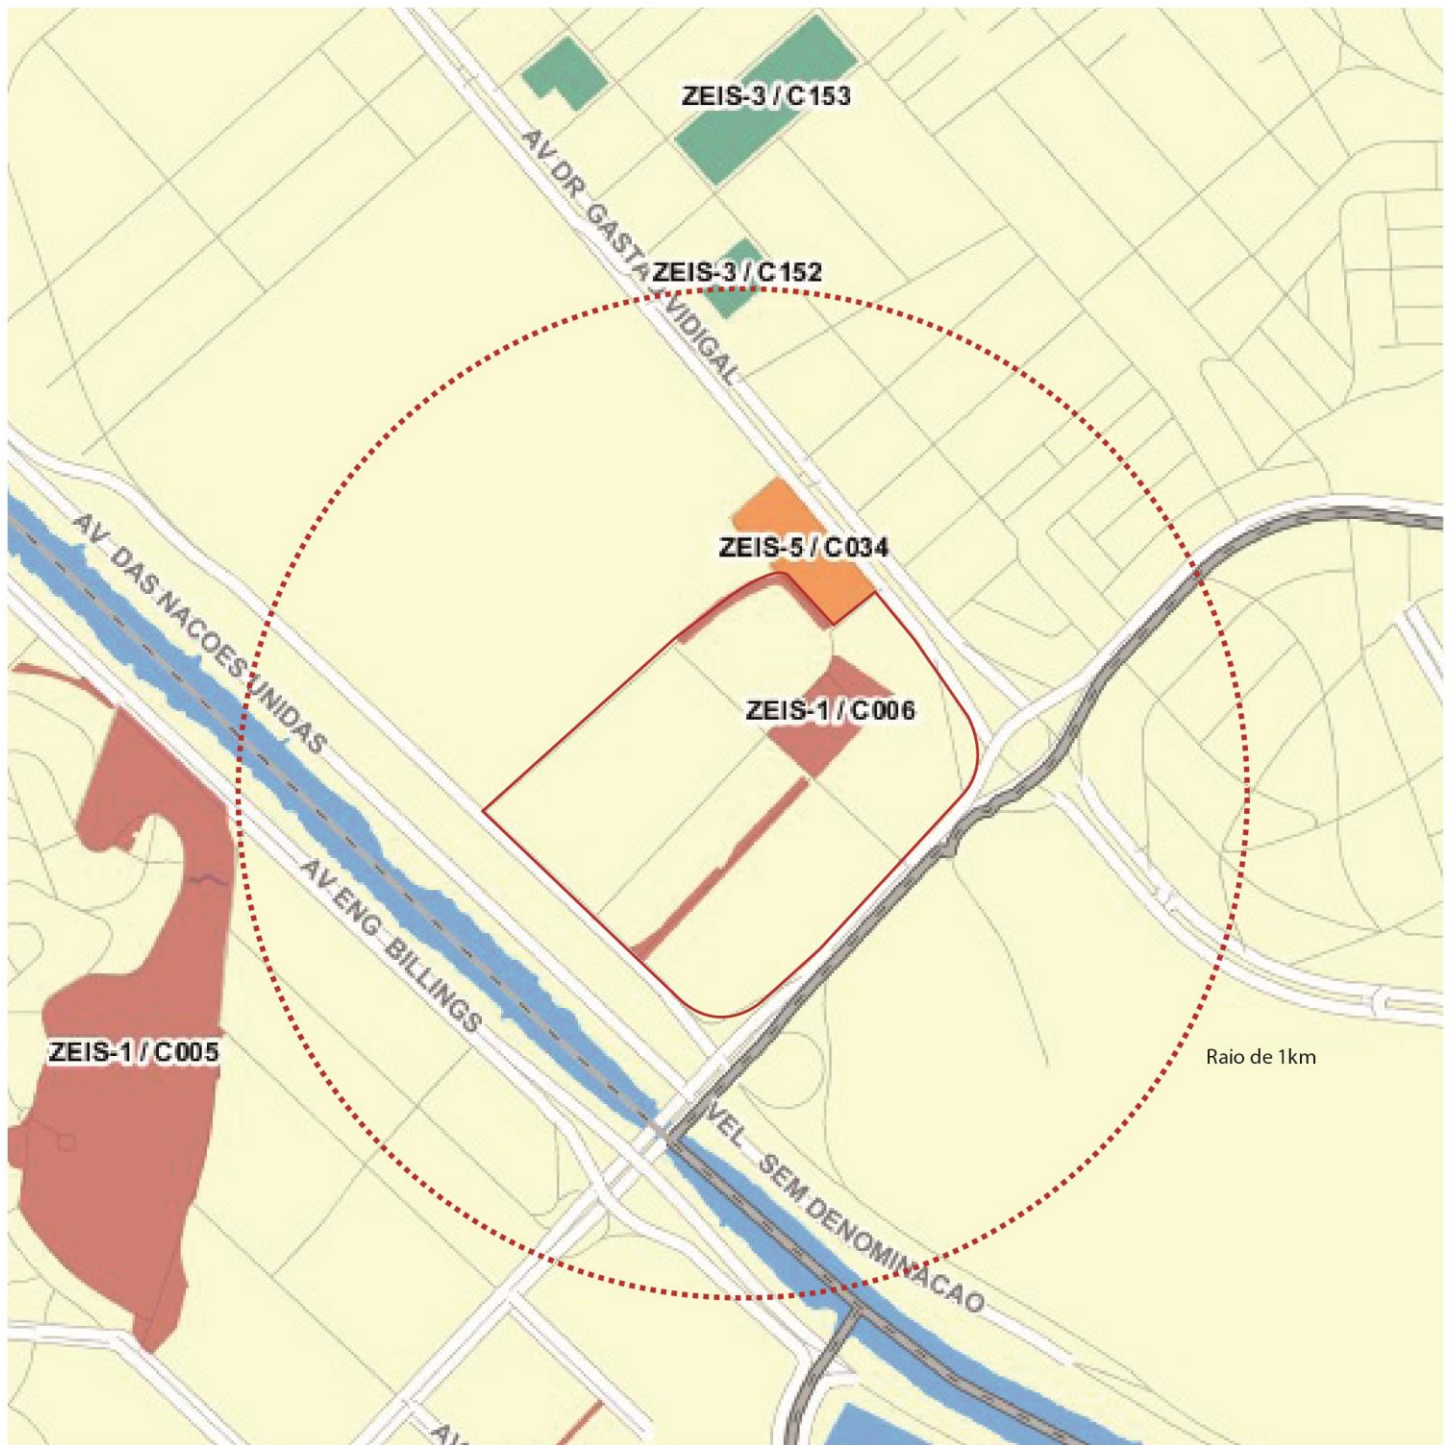 ZEIS-3 / C153
AV DR GASTA VIDIGAL
ZEIS-3 / C152
AV DAS NACOES UNIDAS
ZEIS-5 / C034
ZEIS-1 / C006
AV ENG BILLINGS
ZEIS-1 / C005
Raio de 1km
VEL SEM DENOMINACAO
AV